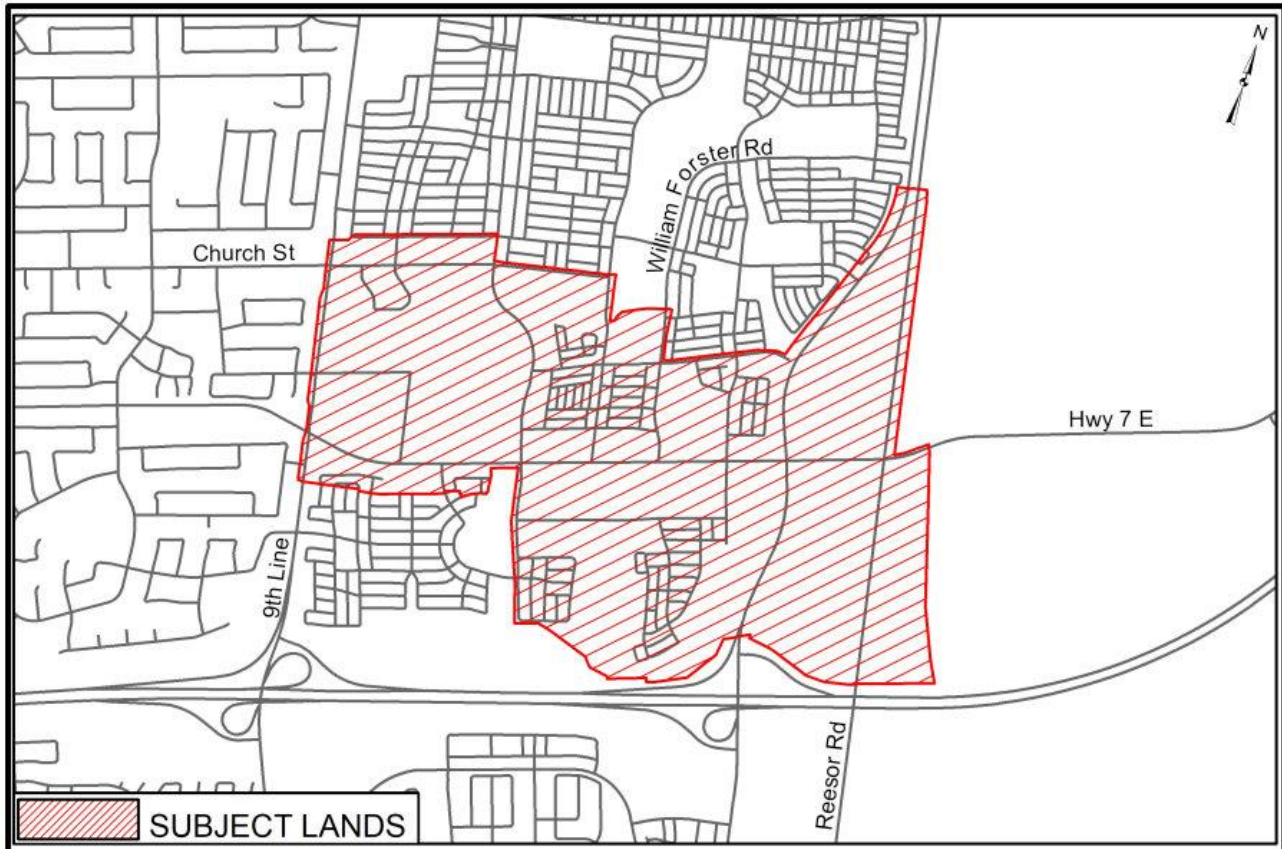 N
William Forster Rd
Church St
Hwy 7 E
9th Line
Reesor Rd
SUBJECT LANDS